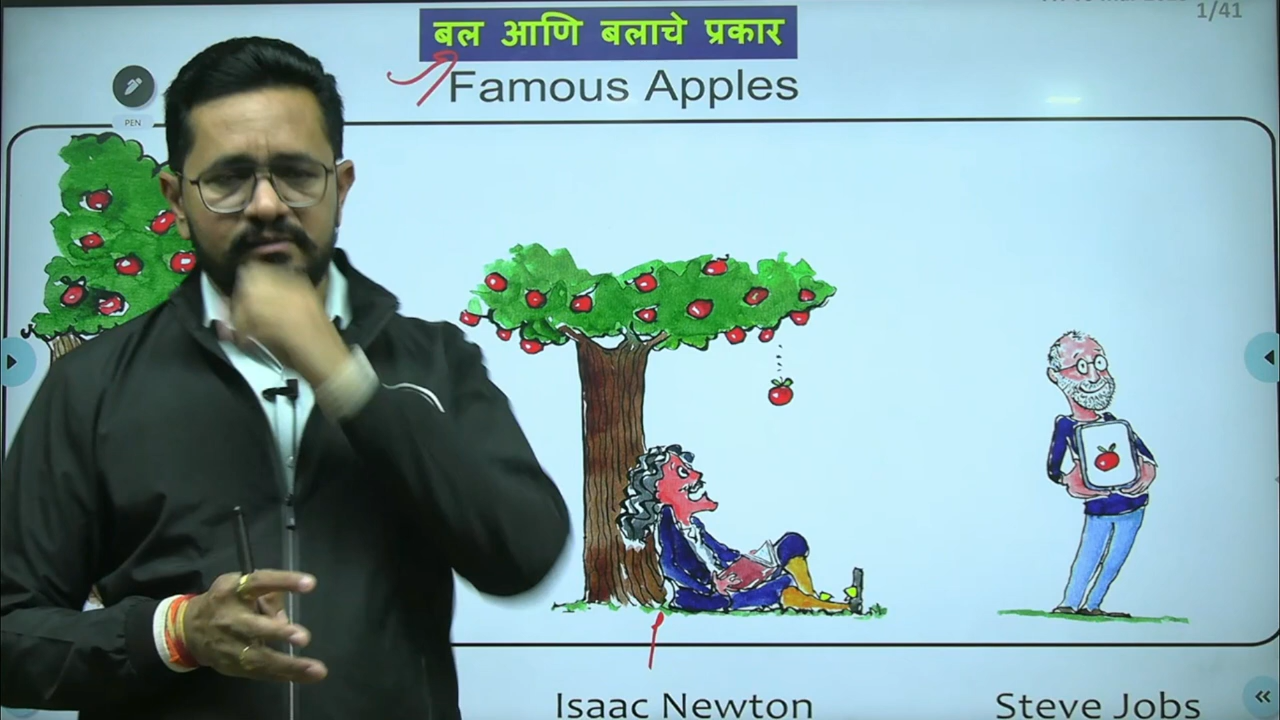 1/41
बल आणि बलाचे प्रकार
Famous Apples
PEN
Isaac Newton
Steve Jobs